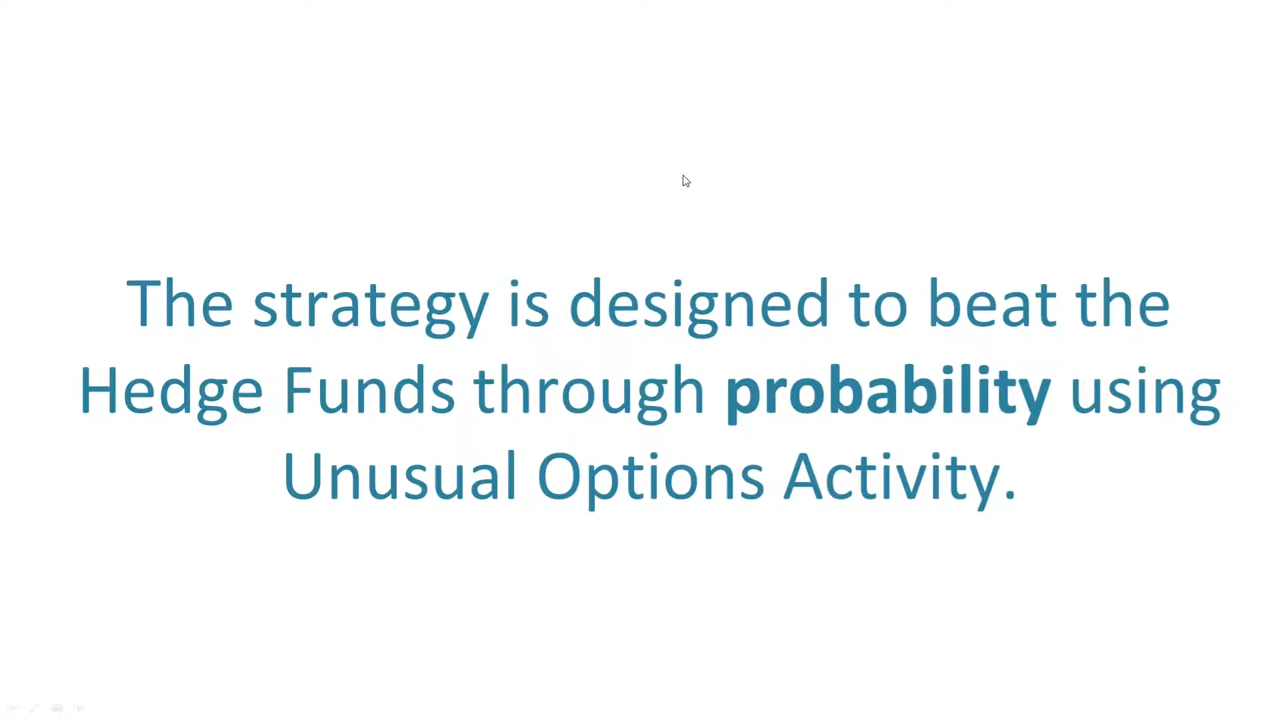 The strategy is designed to beat the
Hedge Funds through probability using
Unusual Options Activity.